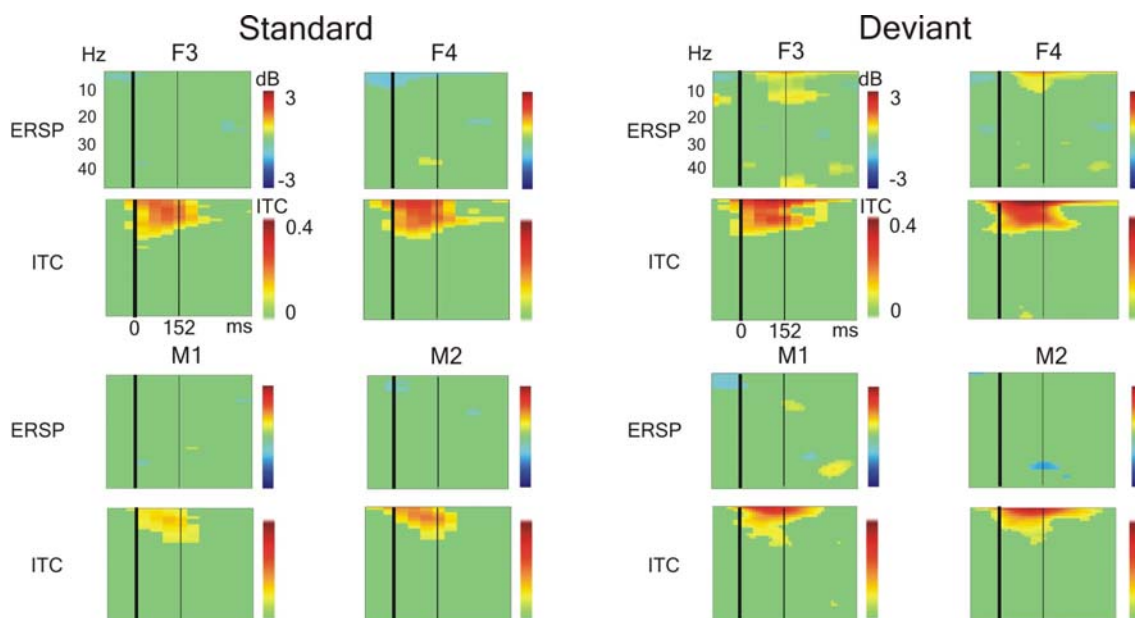 Standard Deviant
Hz F3 F4 Hz F3 F4
dB dB
10 3 10 3
ERSP 20 ERSP 20
30 30
40 -3 40 -3
ITC ITC
0.4 0.4
ITC ITC
0 0
0 152 ms 0 152 ms
M1 M2 M1 M2
ERSP ERSP
ITC ITC